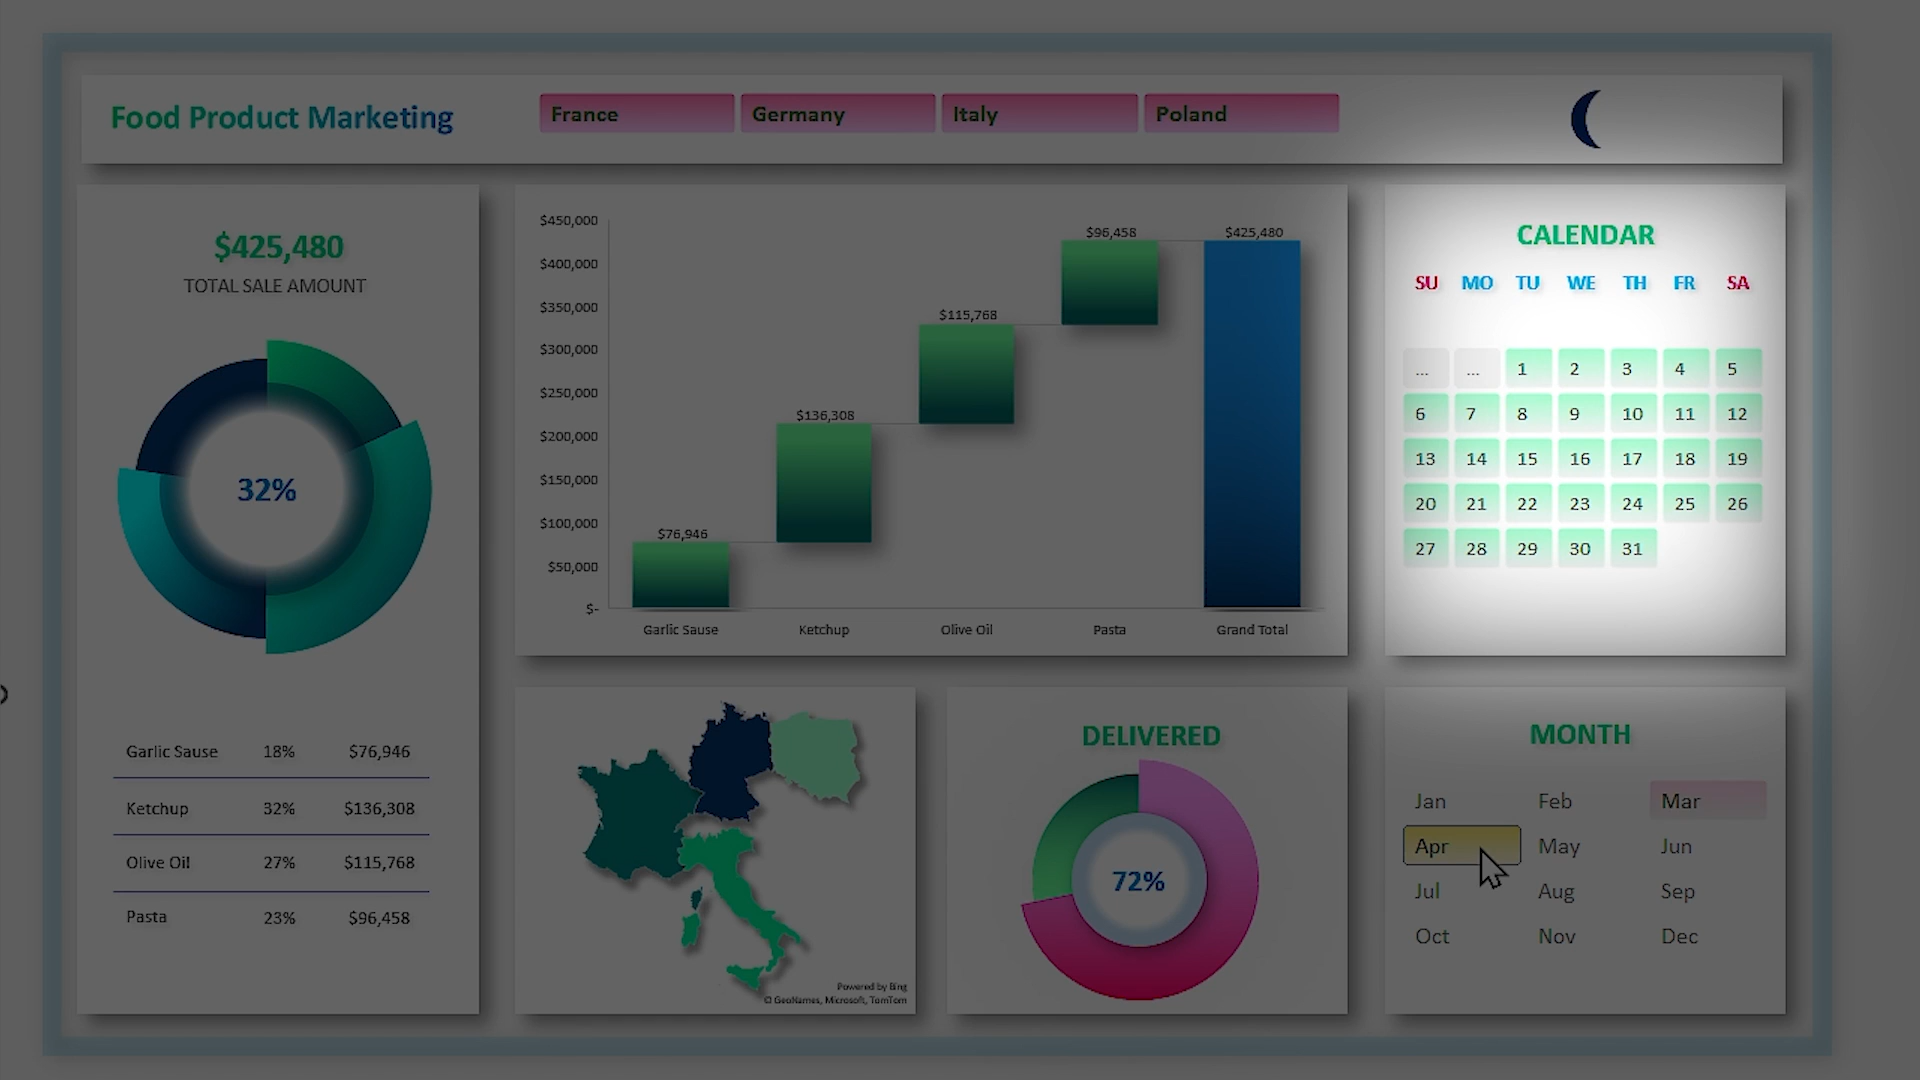 Food Product Marketing
France Germany Italy Poland
$425,480
TOTAL SALE AMOUNT
32%
Garlic Sause 18% $76,946
Ketchup 32% $136,308
Olive Oil 27% $115,768
Pasta 23% $96,458
$450,000
$400,000
$350,000
$300,000
$250,000
$200,000
$150,000
$100,000
$50,000
$-
$76,946
$136,308
$115,768
$96,458
$425,480
Garlic Sause Ketchup Olive Oil Pasta Grand Total
CALENDAR
SU MO TU WE TH FR SA
... ... 1 2 3 4 5
6 7 8 9 10 11 12
13 14 15 16 17 18 19
20 21 22 23 24 25 26
27 28 29 30 31
Powered by Bing
© GeoNames, Microsoft, TomTom
DELIVERED
72%
MONTH
Jan Feb Mar
Apr May Jun
Jul Aug Sep
Oct Nov Dec